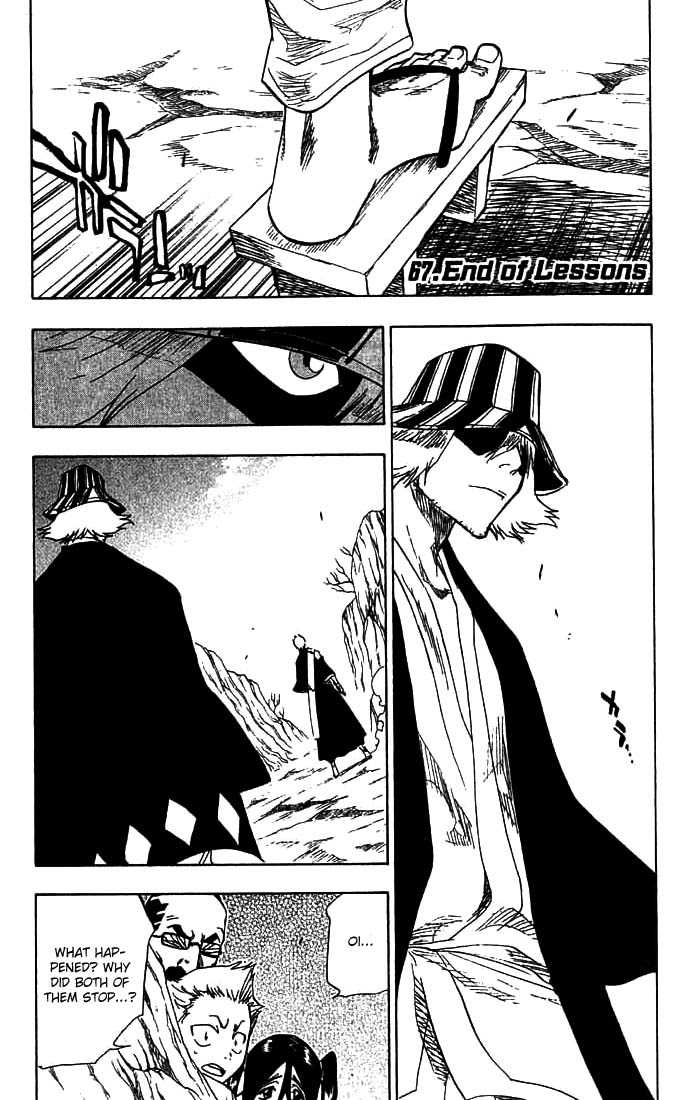 67. End of Lessons
OI...
WHAT HAP-
PENED? WHY
DID BOTH OF
THEM STOP...?